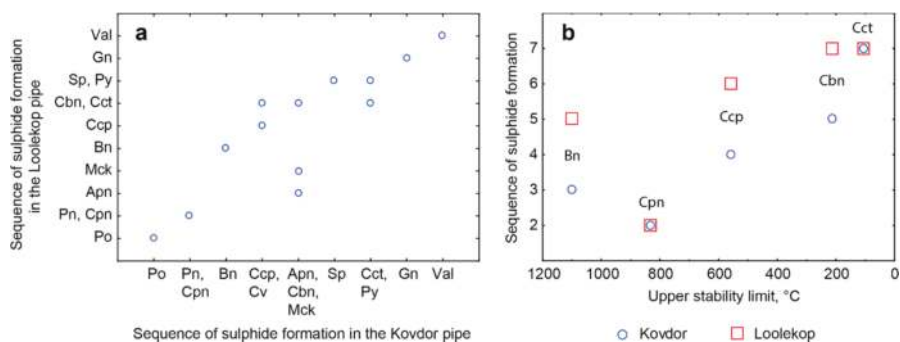 a
Sequence of sulphide formation
in the Loolekop pipe
Val
Gn
Sp, Py
Cbn, Cct
Ccp
Bn
Mck
Apn
Pn, Cpn
Po
Po
Pn,
Cpn
Bn
Ccp,
Cv
Apn,
Cbn,
Mck
Sp
Cct,
Py
Gn
Val
Sequence of sulphide formation in the Kovdor pipe
b
Sequence of sulphide formation
7
6
5
4
3
2
Cct
Cbn
Ccp
Bn
Cpn
1200
1000
800
600
400
200
0
Upper stability limit, °C
Kovdor
Loolekop